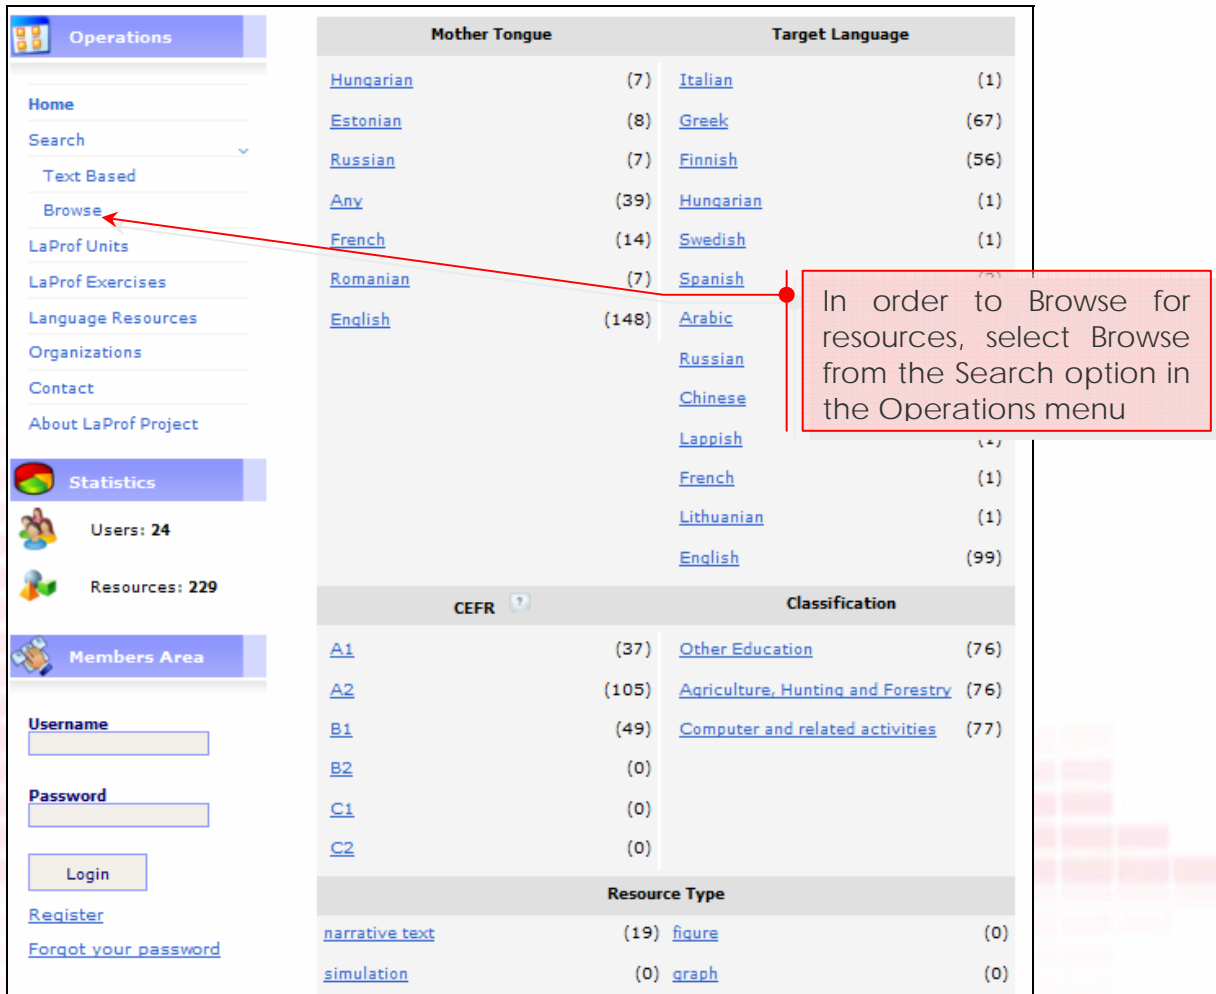 Operations
Home
Search
Text Based
Browse
LaProf Units
LaProf Exercises
Language Resources
Organizations
Contact
About LaProf Project
Statistics
Users: 24
Resources: 229
Members Area
Username
Password
Login
Register
Forgot your password
Mother Tongue Target Language
Hungarian (7) Italian (1)
Estonian (8) Greek (67)
Russian (7) Finnish (56)
Any (39) Hungarian (1)
French (14) Swedish (1)
Romanian (7) Spanish
English (148) Arabic
Russian
Chinese
Lappish (1)
French (1)
Lithuanian (1)
English (99)
In order to Browse for
resources, select Browse
from the Search option in
the Operations menu
CEFR ? Classification
A1 (37) Other Education (76)
A2 (105) Agriculture, Hunting and Forestry (76)
B1 (49) Computer and related activities (77)
B2 (0)
C1 (0)
C2 (0)
Resource Type
narrative text (19) figure (0)
simulation (0) graph (0)